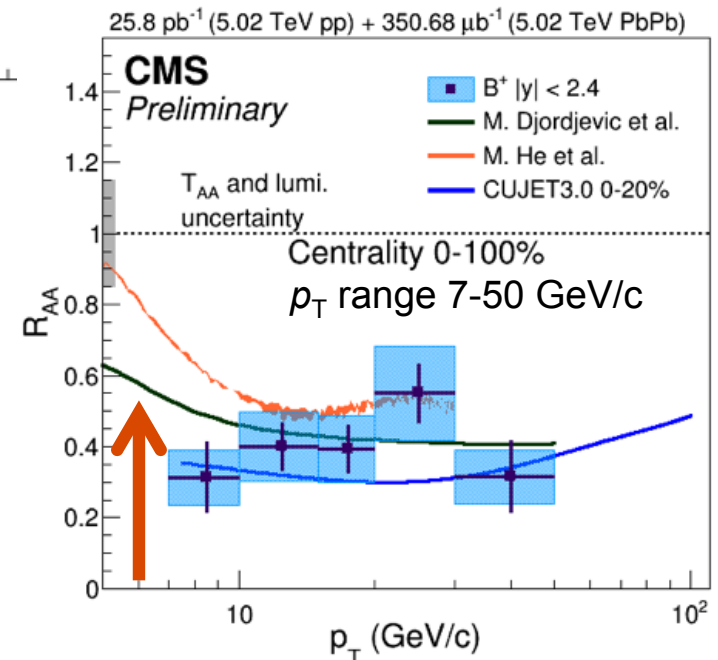 25.8 pb⁻¹ (5.02 TeV pp) + 350.68 μb⁻¹ (5.02 TeV PbPb)
CMS
Preliminary
B⁺ |y| < 2.4
M. Djordjevic et al.
M. He et al.
CUJET3.0 0-20%
T_AA and lumi.
uncertainty
Centrality 0-100%
p_T range 7-50 GeV/c
R_AA
1.4
1.2
1
0.8
0.6
0.4
0.2
0
10
10²
p_T (GeV/c)